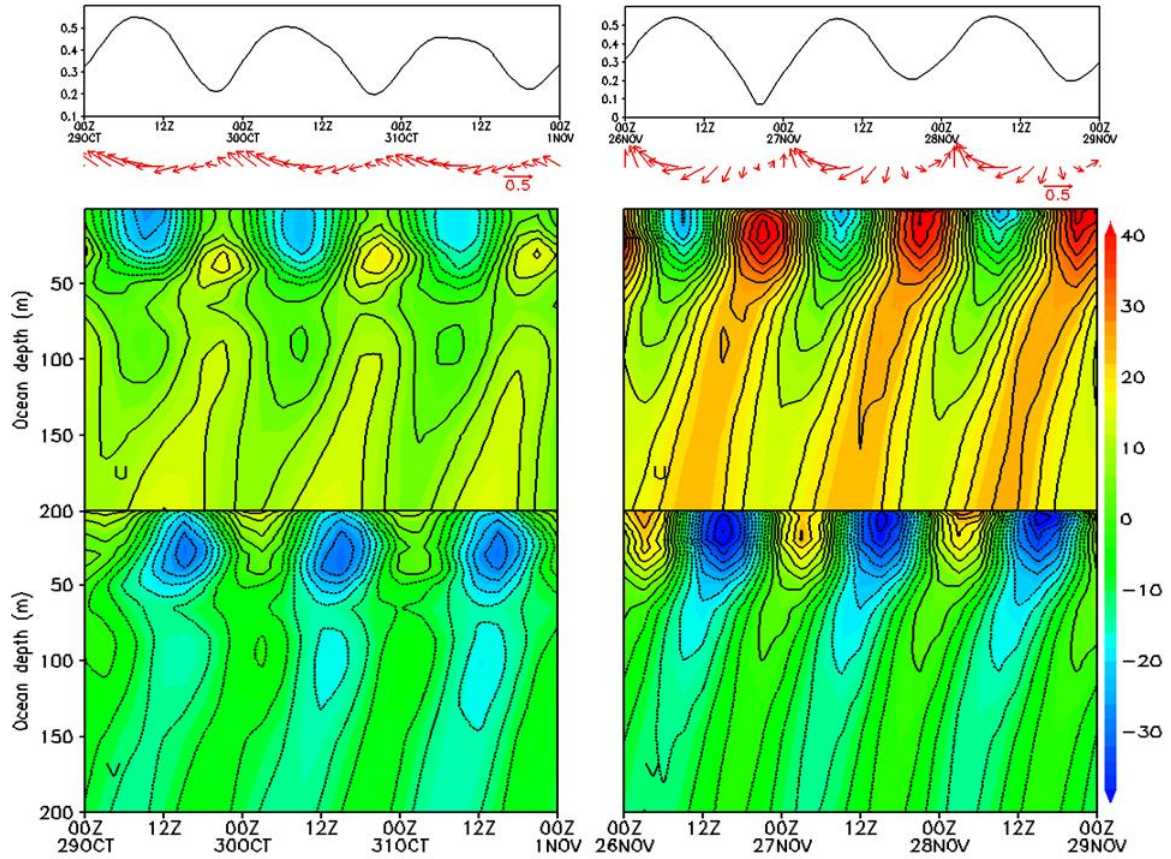 0.5
0.4
0.3
0.2
0.1
00Z 12Z 00Z 12Z 00Z 12Z 00Z
29OCT 30OCT 31OCT 1NOV
0.5
0.5
0.4
0.3
0.2
0.1
0
00Z 12Z 00Z 12Z 00Z 12Z 00Z
26NOV 27NOV 28NOV 29NOV
0.5
Ocean depth (m)
50
100
150
200
U
Ocean depth (m)
50
100
150
200
V
00Z 12Z 00Z 12Z 00Z 12Z 00Z
29OCT 30OCT 31OCT 1NOV
U
V
00Z 12Z 00Z 12Z 00Z 12Z 00Z
26NOV 27NOV 28NOV 29NOV
40
30
20
10
0
-10
-20
-30